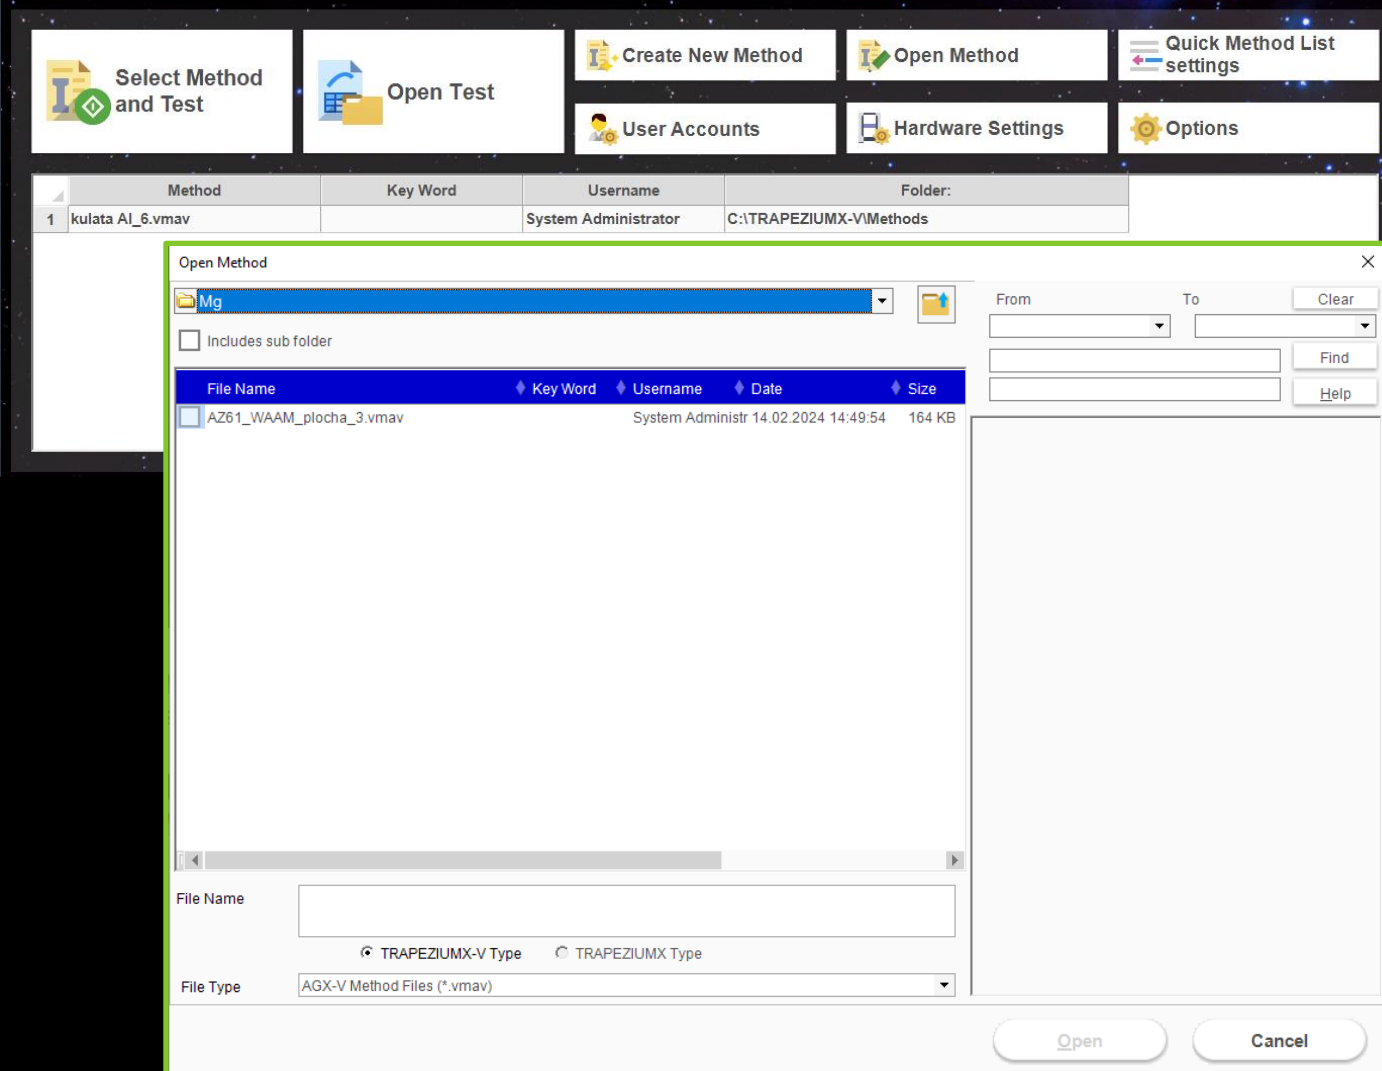 Select Method
and Test
Open Test
Create New Method
Open Method
Quick Method List
settings
User Accounts
Hardware Settings
Options
Method Key Word Username Folder:
1 kulata Al_6.vmav System Administrator C:\TRAPEZIUMX-V\Methods
Open Method
Mg
From To Clear
Includes sub folder
Find
Help
File Name Key Word Username Date Size
AZ61_WAAM_plocha_3.vmav System Administr 14.02.2024 14:49:54 164 KB
File Name
TRAPEZIUMX-V Type TRAPEZIUMX Type
File Type AGX-V Method Files (*.vmav)
Open Cancel